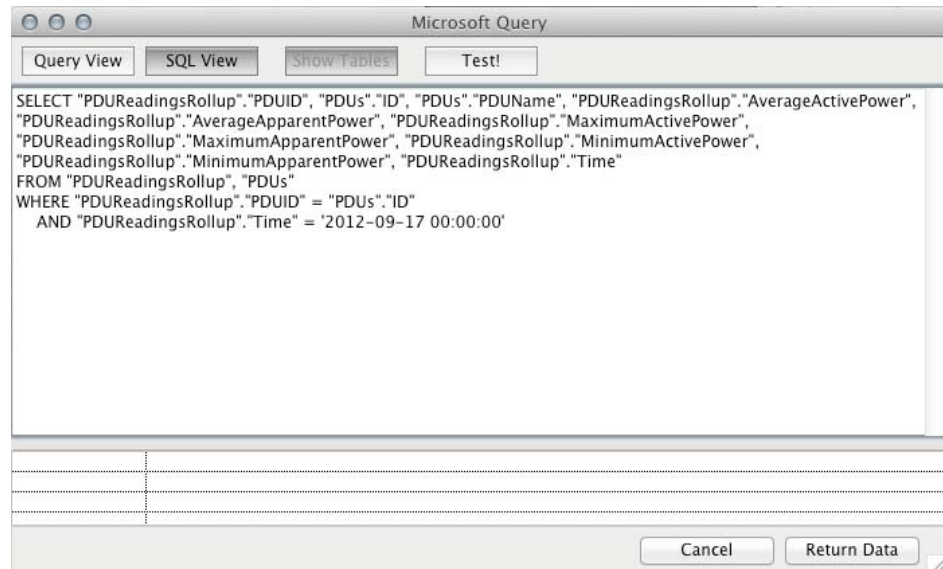 Microsoft Query
Query View SQL View Show Tables Test!
SELECT "PDUReadingsRollup"."PDUID", "PDUs"."ID", "PDUs"."PDUName", "PDUReadingsRollup"."AverageActivePower",
"PDUReadingsRollup"."AverageApparentPower", "PDUReadingsRollup"."MaximumActivePower",
"PDUReadingsRollup"."MaximumApparentPower", "PDUReadingsRollup"."MinimumActivePower",
"PDUReadingsRollup"."MinimumApparentPower", "PDUReadingsRollup"."Time"
FROM "PDUReadingsRollup", "PDUs"
WHERE "PDUReadingsRollup"."PDUID" = "PDUs"."ID"
AND "PDUReadingsRollup"."Time" = '2012-09-17 00:00:00'
Cancel Return Data